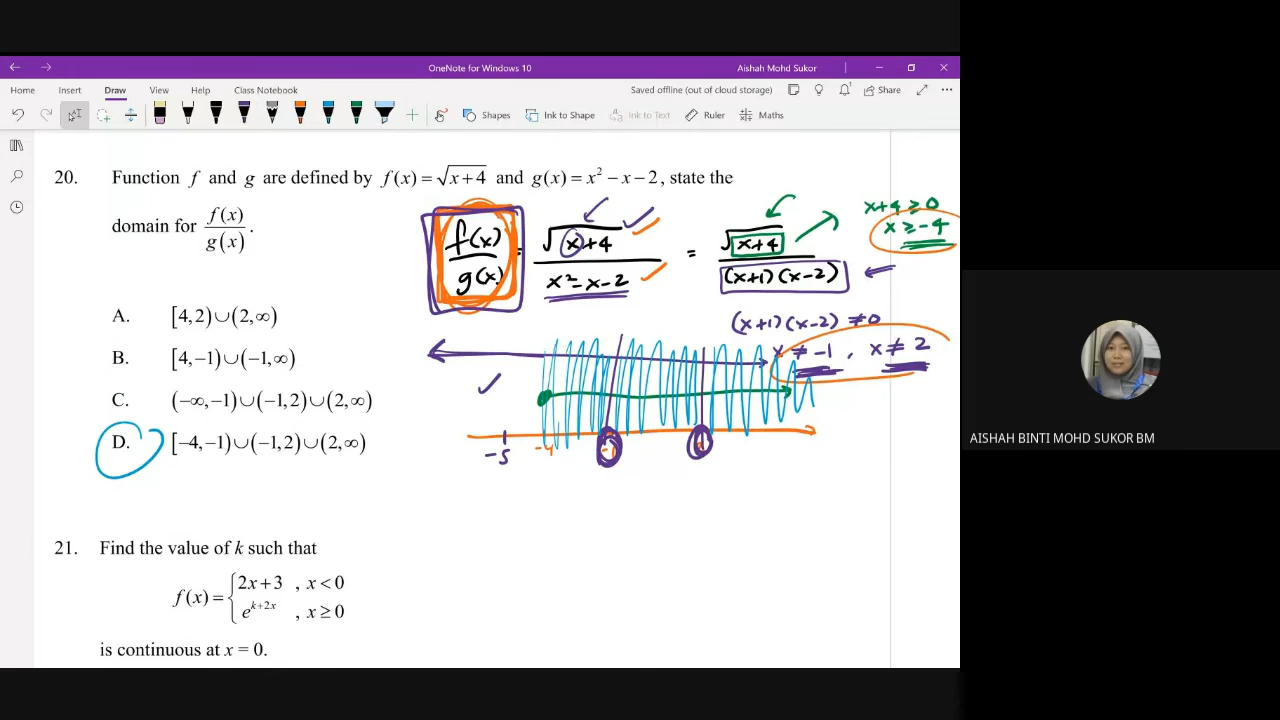 OneNote for Windows 10
Aishah Mohd Sukor
Home Insert Draw View Help Class Notebook
Saved offline (out of cloud storage)
Share
Shapes Ink to Shape Ink to Text Ruler Maths
20. Function f and g are defined by f(x) = √(x+4) and g(x) = x² − x − 2, state the
domain for f(x)/g(x).
f(x)/g(x) = √(x+4)/(x²−x−2) = √(x+4)/((x+1)(x−2))
x+4 ≥ 0
x ≥ −4
(x+1)(x−2) ≠ 0
x ≠ −1, x ≠ 2
A. [4,2)∪(2,∞)
B. [4,−1)∪(−1,∞)
C. (−∞,−1)∪(−1,2)∪(2,∞)
D. [−4,−1)∪(−1,2)∪(2,∞)
−5 −4 −1
21. Find the value of k such that
f(x) = { 2x+3 , x < 0
e^(k+2x) , x ≥ 0
is continuous at x = 0.
AISHAH BINTI MOHD SUKOR BM